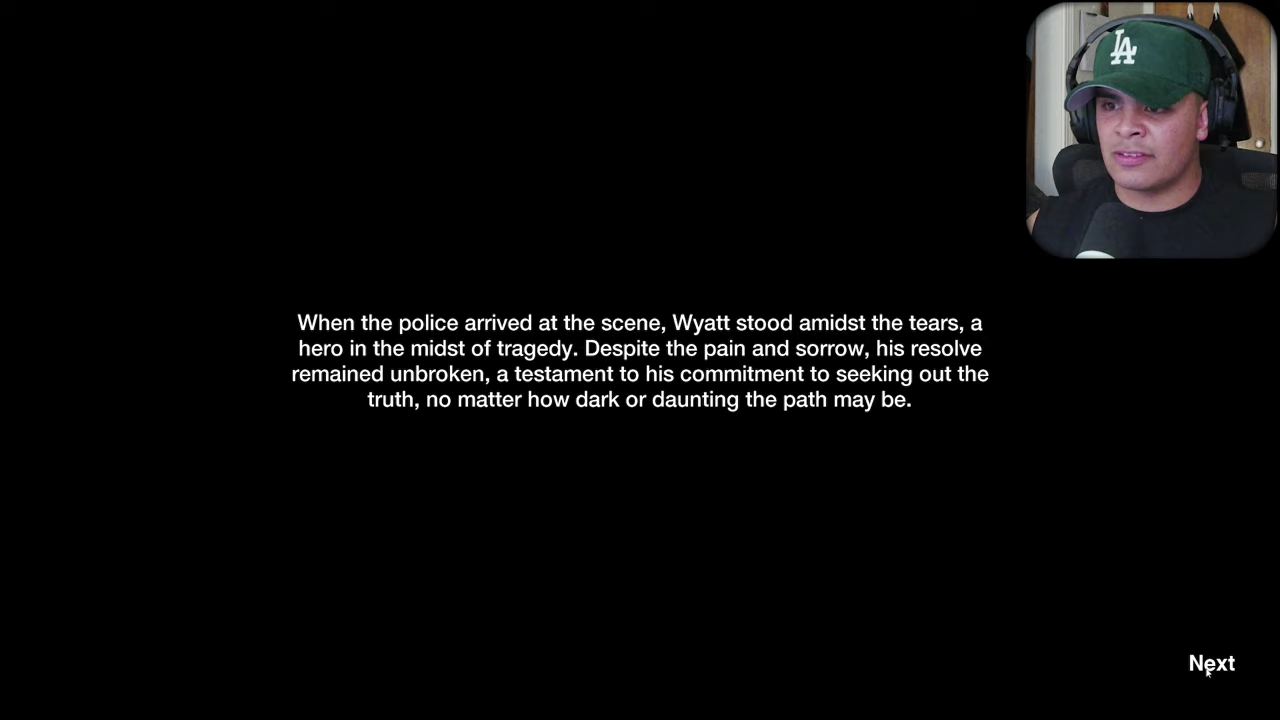 LA
When the police arrived at the scene, Wyatt stood amidst the tears, a
hero in the midst of tragedy. Despite the pain and sorrow, his resolve
remained unbroken, a testament to his commitment to seeking out the
truth, no matter how dark or daunting the path may be.
Next